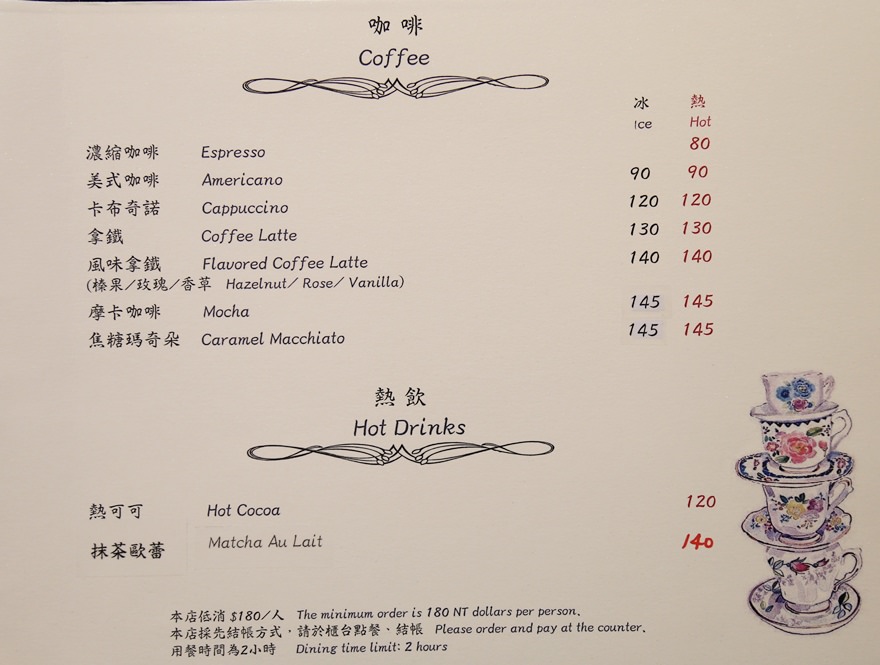 咖啡
Coffee
冰 熱
Ice Hot
濃縮咖啡 Espresso 80
美式咖啡 Americano 90 90
卡布奇諾 Cappuccino 120 120
拿鐵 Coffee Latte 130 130
風味拿鐵 Flavored Coffee Latte 140 140
(榛果/玫瑰/香草 Hazelnut/ Rose/ Vanilla)
摩卡咖啡 Mocha 145 145
焦糖瑪奇朵 Caramel Macchiato 145 145
熱飲
Hot Drinks
熱可可 Hot Cocoa 120
抹茶歐蕾 Matcha Au Lait 140
本店低消 $180/人 The minimum order is 180 NT dollars per person.
本店採先結帳方式,請於櫃台點餐、結帳 Please order and pay at the counter.
用餐時間為2小時 Dining time limit: 2 hours